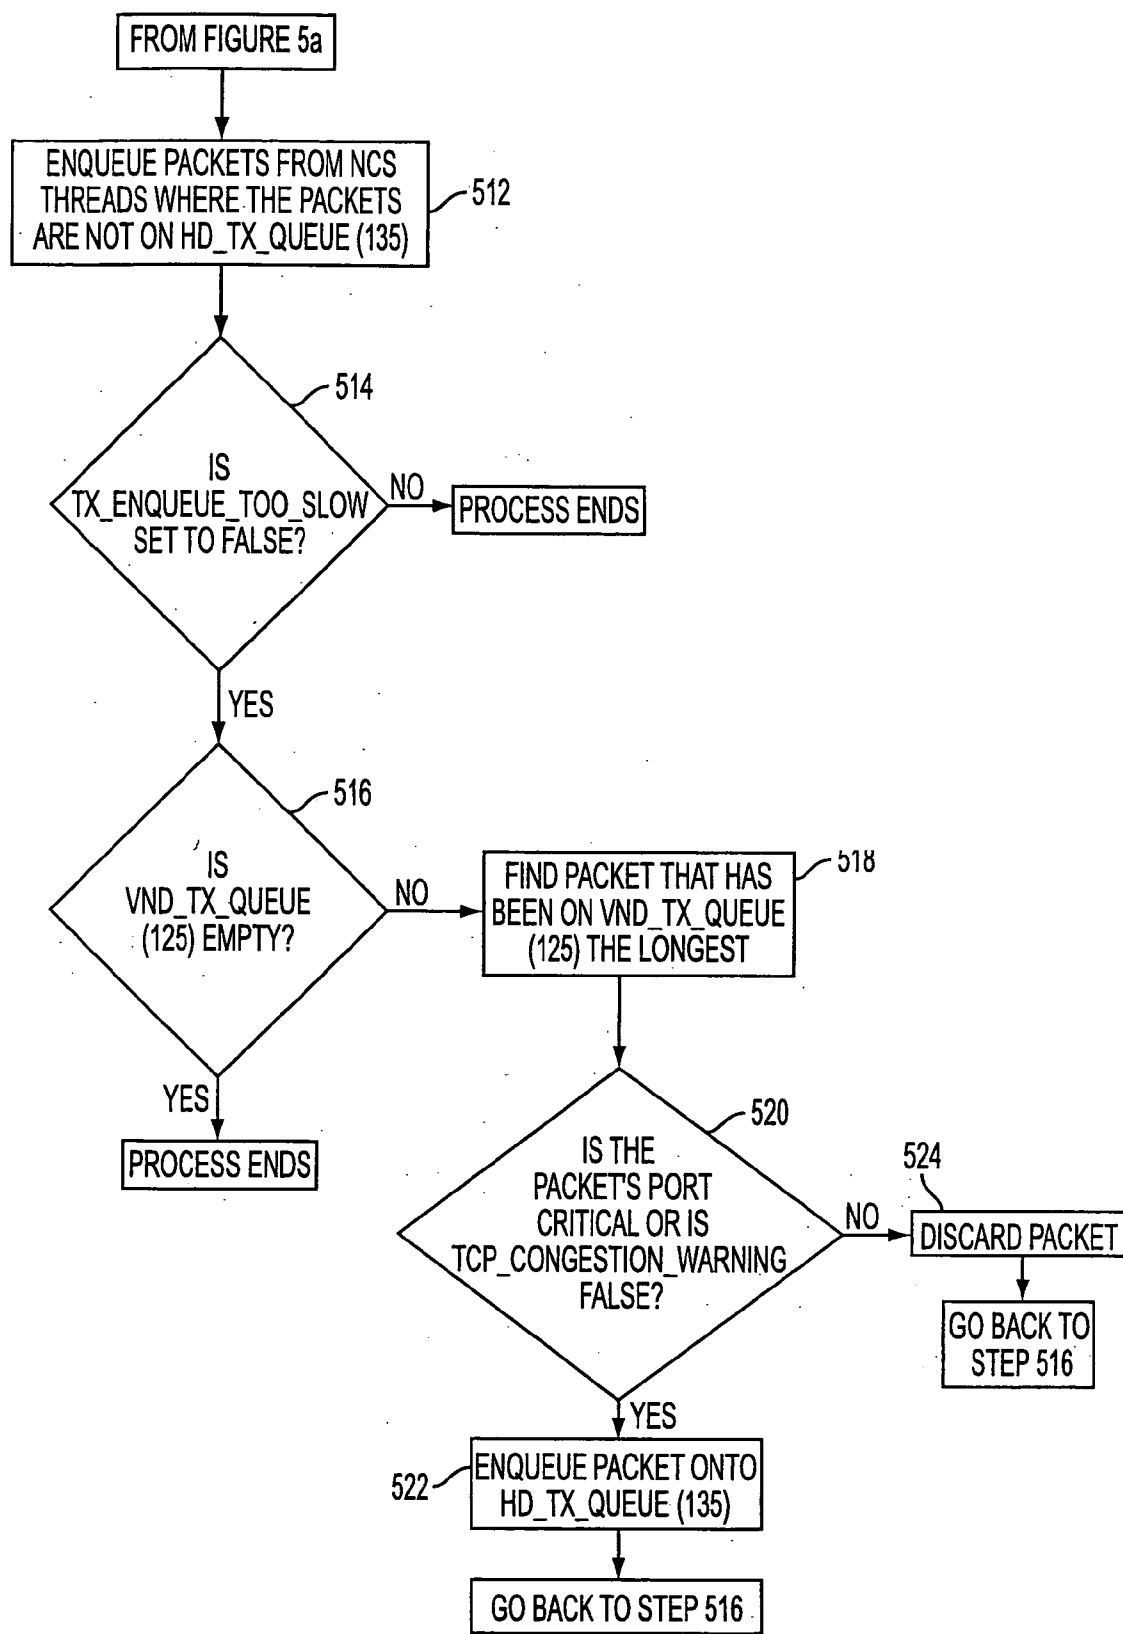 FROM FIGURE 5a
ENQUEUE PACKETS FROM NCS
THREADS WHERE THE PACKETS
ARE NOT ON HD_TX_QUEUE (135)
512
514
IS
TX_ENQUEUE_TOO_SLOW
SET TO FALSE?
NO
PROCESS ENDS
YES
516
IS
VND_TX_QUEUE
(125) EMPTY?
NO
518
FIND PACKET THAT HAS
BEEN ON VND_TX_QUEUE
(125) THE LONGEST
YES
PROCESS ENDS
520
IS THE
PACKET'S PORT
CRITICAL OR IS
TCP_CONGESTION_WARNING
FALSE?
NO
524
DISCARD PACKET
GO BACK TO
STEP 516
YES
522
ENQUEUE PACKET ONTO
HD_TX_QUEUE (135)
GO BACK TO STEP 516